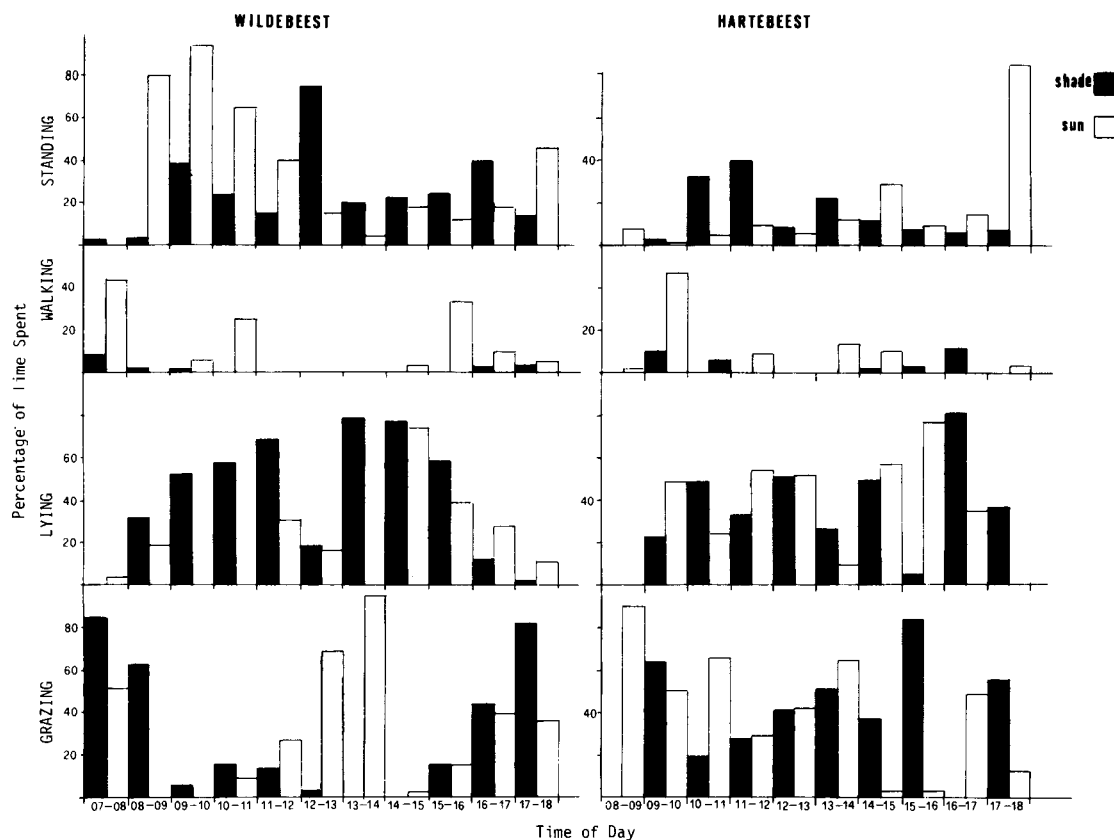 WILDEBEEST HARTEBEEST
shade
sun
Percentage of Time Spent
STANDING
80
60
40
20
40
WALKING
40
20
20
LYING
60
40
20
40
GRAZING
80
60
40
20
40
07-08 08-09 09-10 10-11 11-12 12-13 13-14 14-15 15-16 16-17 17-18
08-09 09-10 10-11 11-12 12-13 13-14 14-15 15-16 16-17 17-18
Time of Day